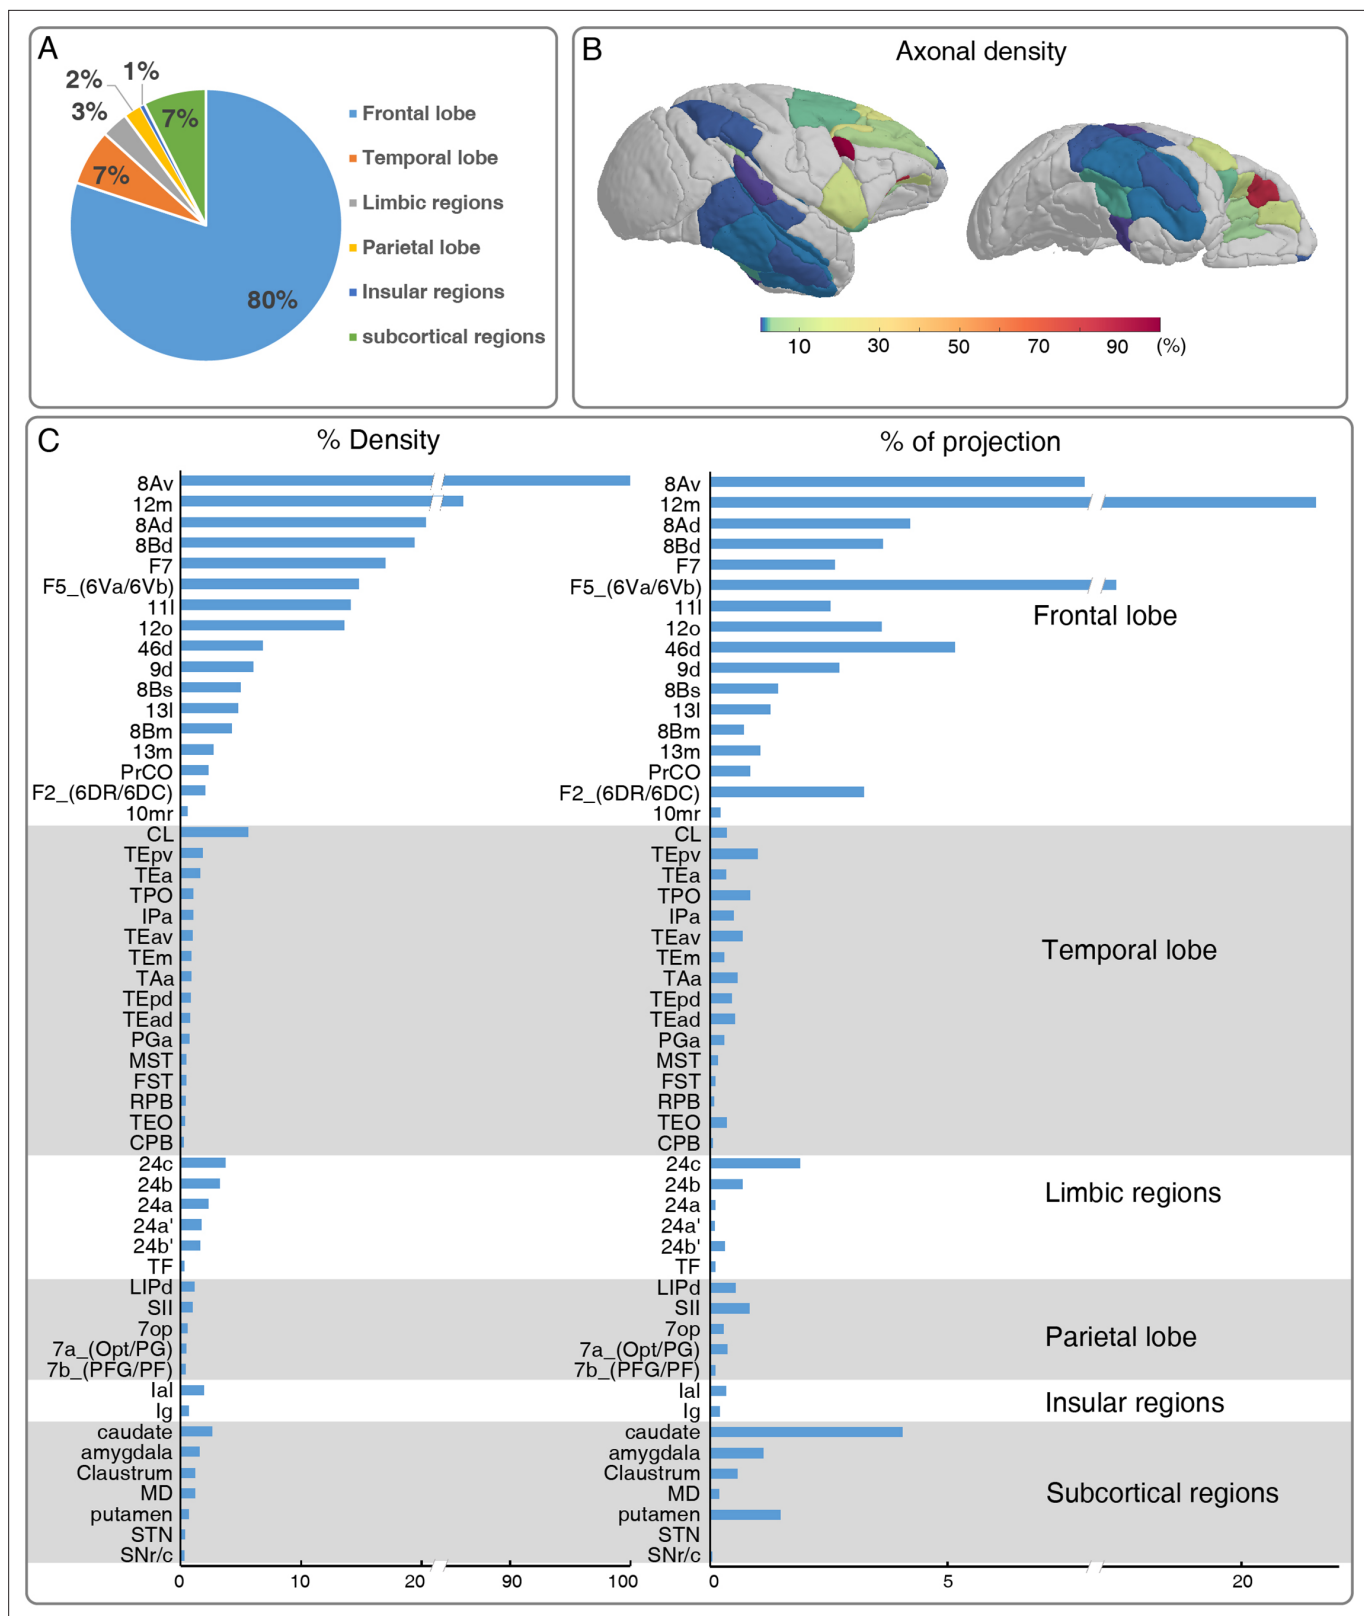 A
2%
1%
3%
7%
7%
80%
Frontal lobe
Temporal lobe
Limbic regions
Parietal lobe
Insular regions
subcortical regions
B
Axonal density
10 30 50 70 90 (%)
C
% Density
8Av
12m
8Ad
8Bd
F7
F5_(6Va/6Vb)
11l
12o
46d
9d
8Bs
13l
8Bm
13m
PrCO
F2_(6DR/6DC)
10mr
CL
TEpv
TEa
TPO
IPa
TEav
TEm
TAa
TEpd
TEad
PGa
MST
FST
RPB
TEO
CPB
24c
24b
24a
24a'
24b'
TF
LIPd
SII
7op
7a_(Opt/PG)
7b_(PFG/PF)
Ial
Ig
caudate
amygdala
Claustrum
MD
putamen
STN
SNr/c
0 10 20 90 100
% of projection
8Av
12m
8Ad
8Bd
F7
F5_(6Va/6Vb)
11l
12o
46d
9d
8Bs
13l
8Bm
13m
PrCO
F2_(6DR/6DC)
10mr
CL
TEpv
TEa
TPO
IPa
TEav
TEm
TAa
TEpd
TEad
PGa
MST
FST
RPB
TEO
CPB
24c
24b
24a
24a'
24b'
TF
LIPd
SII
7op
7a_(Opt/PG)
7b_(PFG/PF)
Ial
Ig
caudate
amygdala
Claustrum
MD
putamen
STN
SNr/c
0 5 20
Frontal lobe
Temporal lobe
Limbic regions
Parietal lobe
Insular regions
Subcortical regions